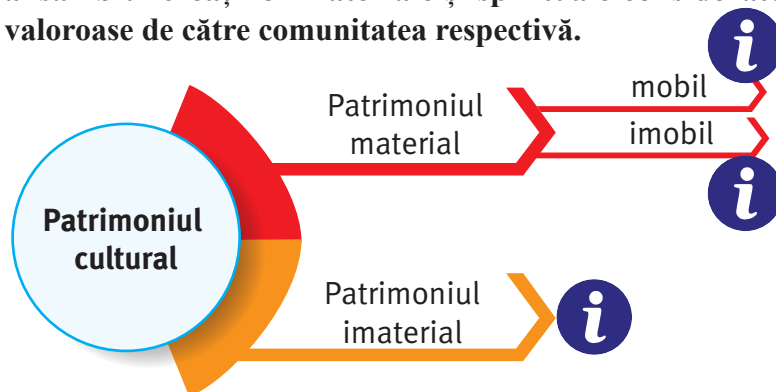 valoroase de către comunitatea respectivă.
Patrimoniul
material
mobil
imobil
Patrimoniul
cultural
Patrimoniul
imaterial
i
i
i